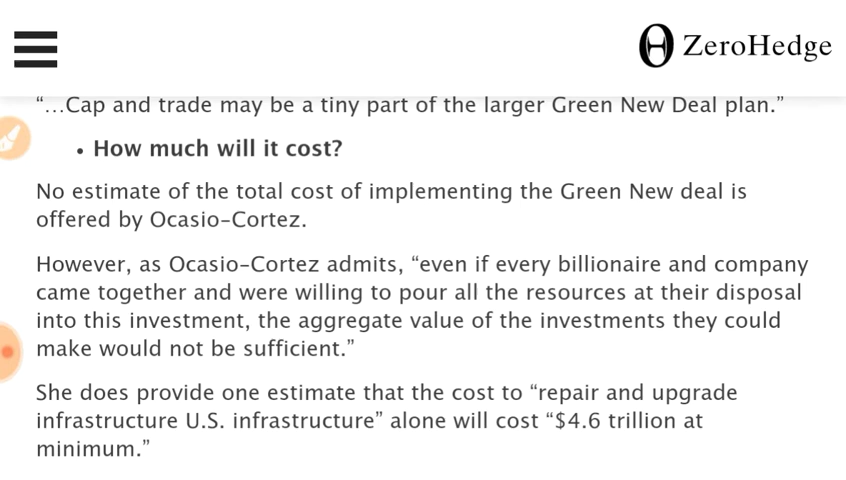 ZeroHedge
“...Cap and trade may be a tiny part of the larger Green New Deal plan.”
• How much will it cost?
No estimate of the total cost of implementing the Green New deal is
offered by Ocasio-Cortez.
However, as Ocasio-Cortez admits, “even if every billionaire and company
came together and were willing to pour all the resources at their disposal
into this investment, the aggregate value of the investments they could
make would not be sufficient.”
She does provide one estimate that the cost to “repair and upgrade
infrastructure U.S. infrastructure” alone will cost “$4.6 trillion at
minimum.”